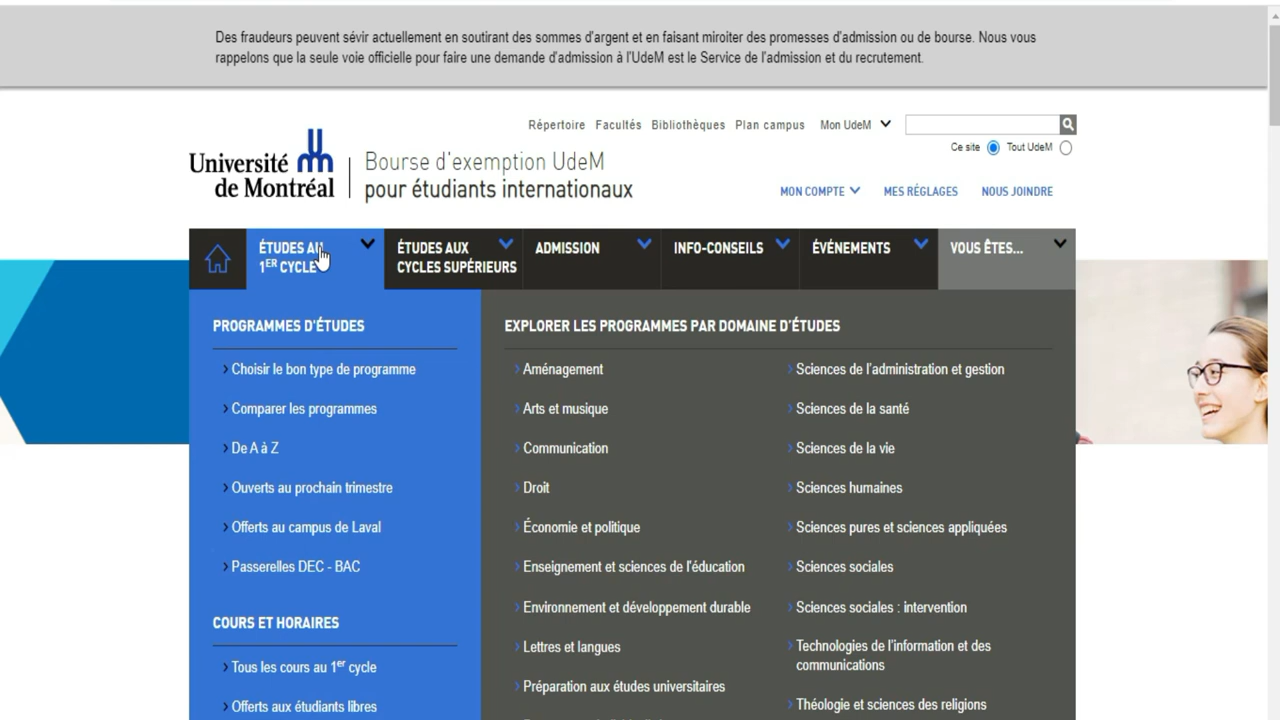 Des fraudeurs peuvent sévir actuellement en soutirant des sommes d'argent et en faisant miroiter des promesses d'admission ou de bourse. Nous vous
rappelons que la seule voie officielle pour faire une demande d'admission à l'UdeM est le Service de l'admission et du recrutement.
Répertoire Facultés Bibliothèques Plan campus Mon UdeM
Ce site Tout UdeM
Université
de Montréal
Bourse d'exemption UdeM
pour étudiants internationaux
MON COMPTE MES RÉGLAGES NOUS JOINDRE
ÉTUDES AU
1ER CYCLE
ÉTUDES AUX
CYCLES SUPÉRIEURS
ADMISSION
INFO-CONSEILS
ÉVÉNEMENTS
VOUS ÊTES...
PROGRAMMES D'ÉTUDES
Choisir le bon type de programme
Comparer les programmes
De A à Z
Ouverts au prochain trimestre
Offerts au campus de Laval
Passerelles DEC - BAC
COURS ET HORAIRES
Tous les cours au 1er cycle
Offerts aux étudiants libres
EXPLORER LES PROGRAMMES PAR DOMAINE D'ÉTUDES
Aménagement
Arts et musique
Communication
Droit
Économie et politique
Enseignement et sciences de l'éducation
Environnement et développement durable
Lettres et langues
Préparation aux études universitaires
Sciences de l'administration et gestion
Sciences de la santé
Sciences de la vie
Sciences humaines
Sciences pures et sciences appliquées
Sciences sociales
Sciences sociales : intervention
Technologies de l'information et des
communications
Théologie et sciences des religions